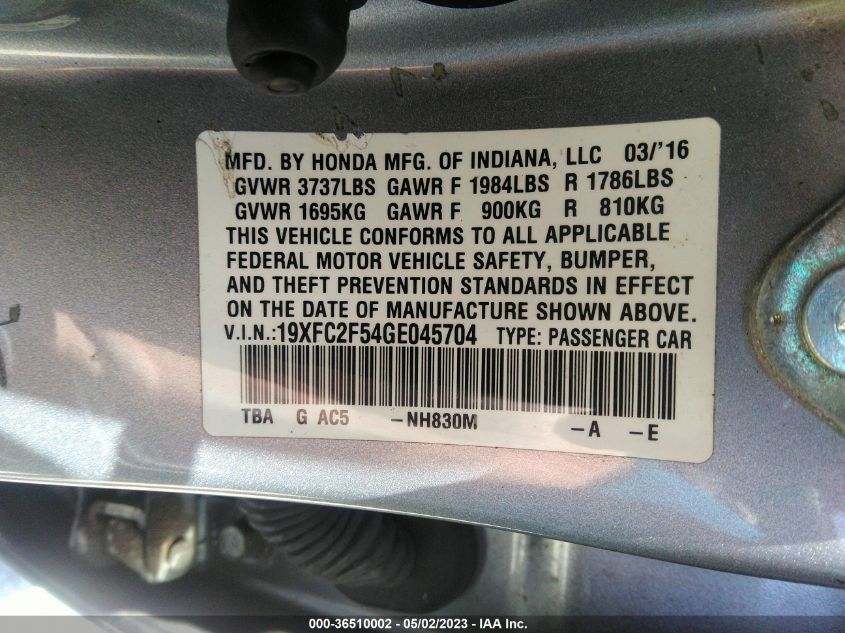 MFD. BY HONDA MFG. OF INDIANA, LLC 03/'16
GVWR 3737LBS GAWR F 1984LBS R 1786LBS
GVWR 1695KG GAWR F 900KG R 810KG
THIS VEHICLE CONFORMS TO ALL APPLICABLE
FEDERAL MOTOR VEHICLE SAFETY, BUMPER,
AND THEFT PREVENTION STANDARDS IN EFFECT
ON THE DATE OF MANUFACTURE SHOWN ABOVE.
V.I.N.:19XFC2F54GE045704 TYPE: PASSENGER CAR
TBA G AC5 -NH830M -A -E
000-36510002 - 05/02/2023 - IAA Inc.